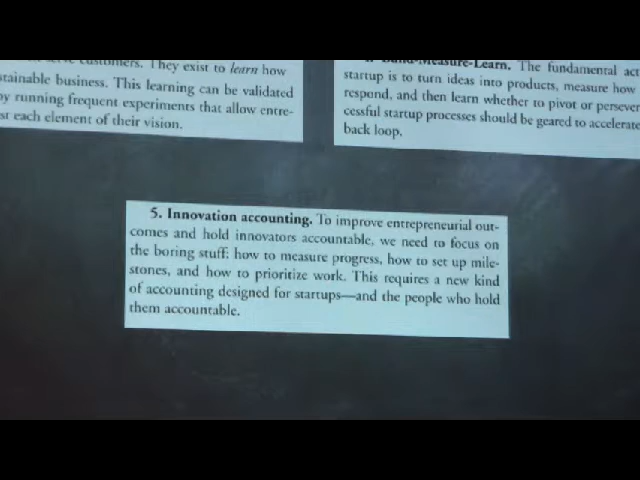 customers. They exist to learn how
tainable business. This learning can be validated
y running frequent experiments that allow entre-
st each element of their vision.
Build-Measure-Learn. The fundamental act
startup is to turn ideas into products, measure how
respond, and then learn whether to pivot or persever
cessful startup processes should be geared to accelerate
back loop.
5. Innovation accounting. To improve entrepreneurial out-
comes and hold innovators accountable, we need to focus on
the boring stuff: how to measure progress, how to set up mile-
stones, and how to prioritize work. This requires a new kind
of accounting designed for startups—and the people who hold
them accountable.